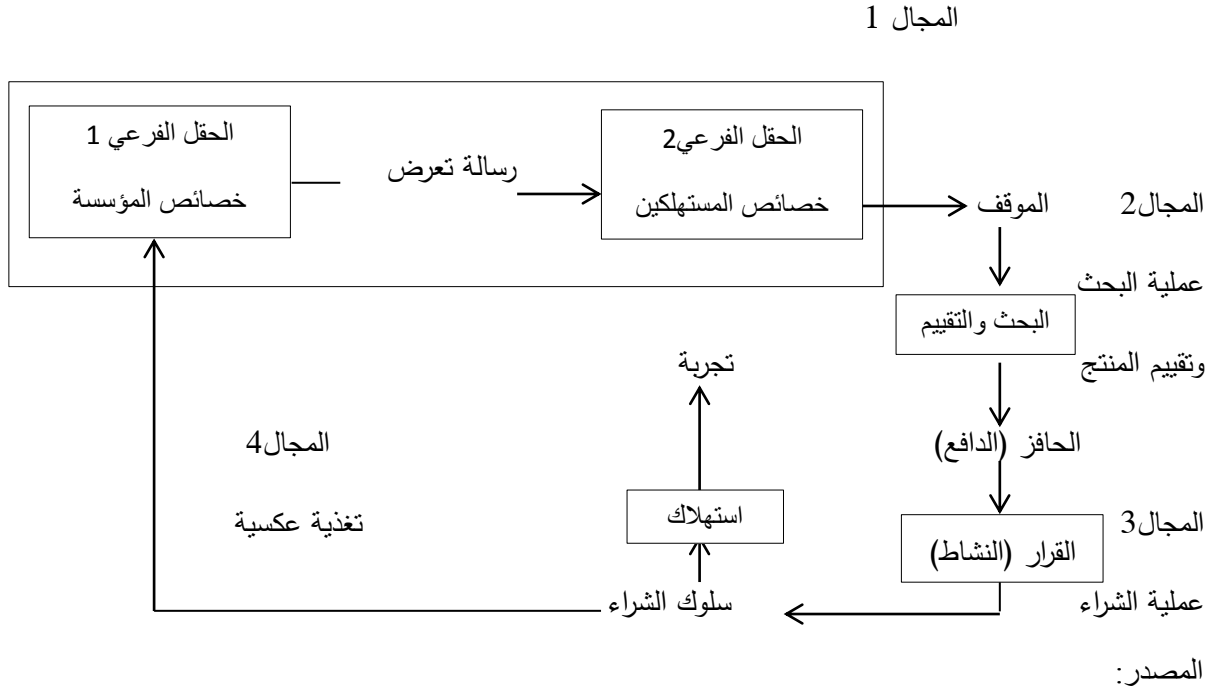 المجال 1
الحقل الفرعي 1
خصائص المؤسسة
رسالة تعرض
الحقل الفرعي2
خصائص المستهلكين
الموقف
المجال2
عملية البحث
وتقييم المنتج
البحث والتقييم
الحافز (الدافع)
المجال3
عملية الشراء
القرار (النشاط)
سلوك الشراء
استهلاك
تجربة
المجال4
تغذية عكسية
المصدر: